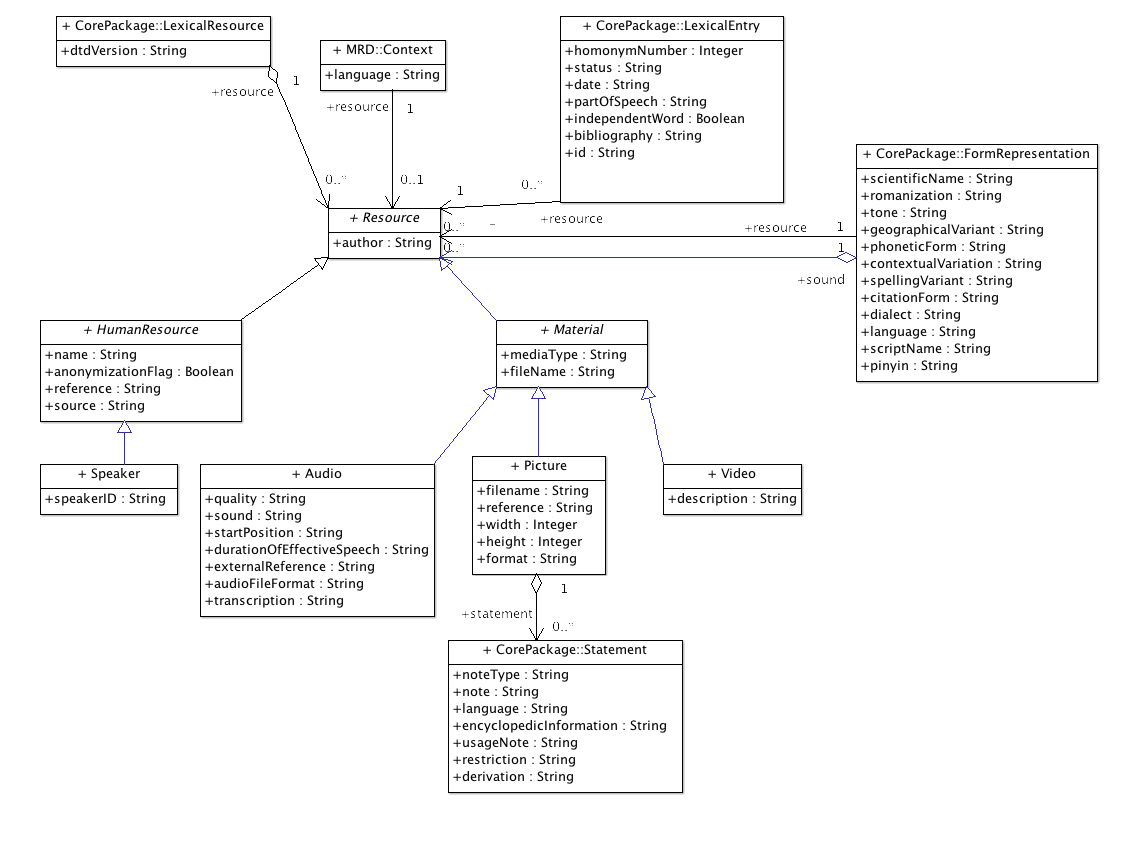 + CorePackage::LexicalResource
+dtdVersion : String
+ MRD::Context
+language : String
+ CorePackage::LexicalEntry
+homonymNumber : Integer
+status : String
+date : String
+partOfSpeech : String
+independentWord : Boolean
+bibliography : String
+id : String
+ CorePackage::FormRepresentation
+scientificName : String
+romanization : String
+tone : String
+geographicalVariant : String
+phoneticForm : String
+contextualVariation : String
+spellingVariant : String
+citationForm : String
+dialect : String
+language : String
+scriptName : String
+pinyin : String
1
+resource
0..*
+resource
1
0..1
1
0..*
+resource
0..*
+resource
1
0..*
1
+sound
+ Resource
+author : String
+ HumanResource
+name : String
+anonymizationFlag : Boolean
+reference : String
+source : String
+ Material
+mediaType : String
+fileName : String
+ Speaker
+speakerID : String
+ Audio
+quality : String
+sound : String
+startPosition : String
+durationOfEffectiveSpeech : String
+externalReference : String
+audioFileFormat : String
+transcription : String
+ Picture
+filename : String
+reference : String
+width : Integer
+height : Integer
+format : String
+ Video
+description : String
1
+statement
0..*
+ CorePackage::Statement
+noteType : String
+note : String
+language : String
+encyclopedicInformation : String
+usageNote : String
+restriction : String
+derivation : String